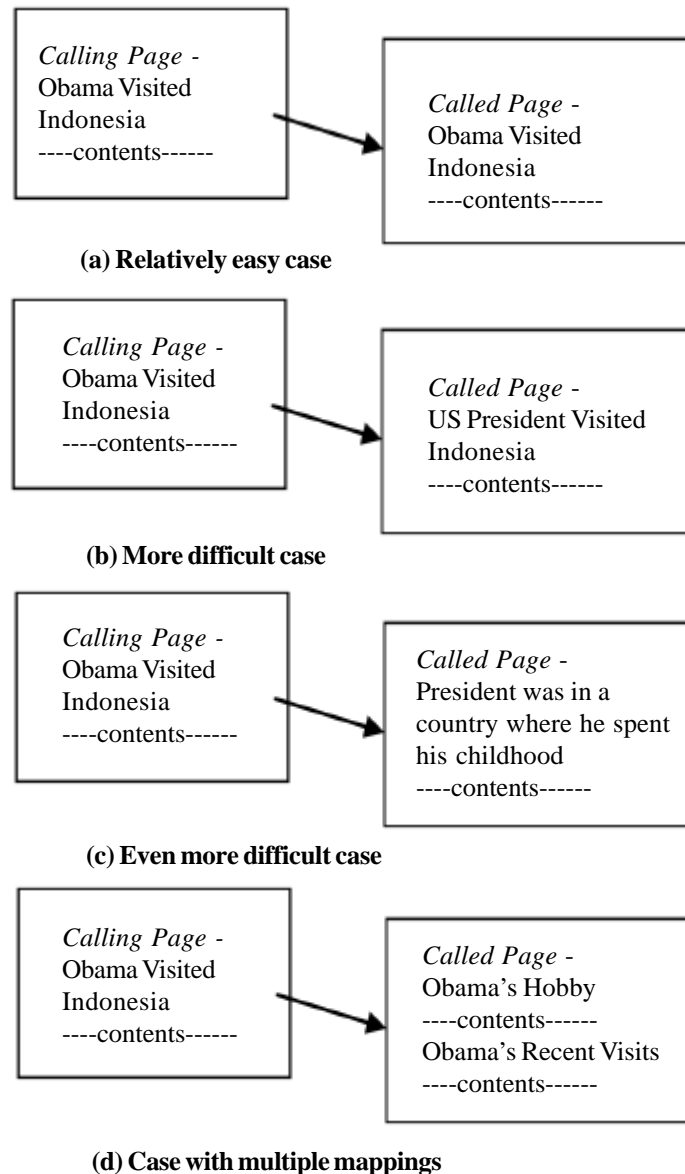 Calling Page -
Obama Visited
Indonesia
----contents------
Called Page -
Obama Visited
Indonesia
----contents------
(a) Relatively easy case
Calling Page -
Obama Visited
Indonesia
----contents------
Called Page -
US President Visited
Indonesia
----contents------
(b) More difficult case
Calling Page -
Obama Visited
Indonesia
----contents------
Called Page -
President was in a
country where he spent
his childhood
----contents------
(c) Even more difficult case
Calling Page -
Obama Visited
Indonesia
----contents------
Called Page -
Obama’s Hobby
----contents------
Obama’s Recent Visits
----contents------
(d) Case with multiple mappings